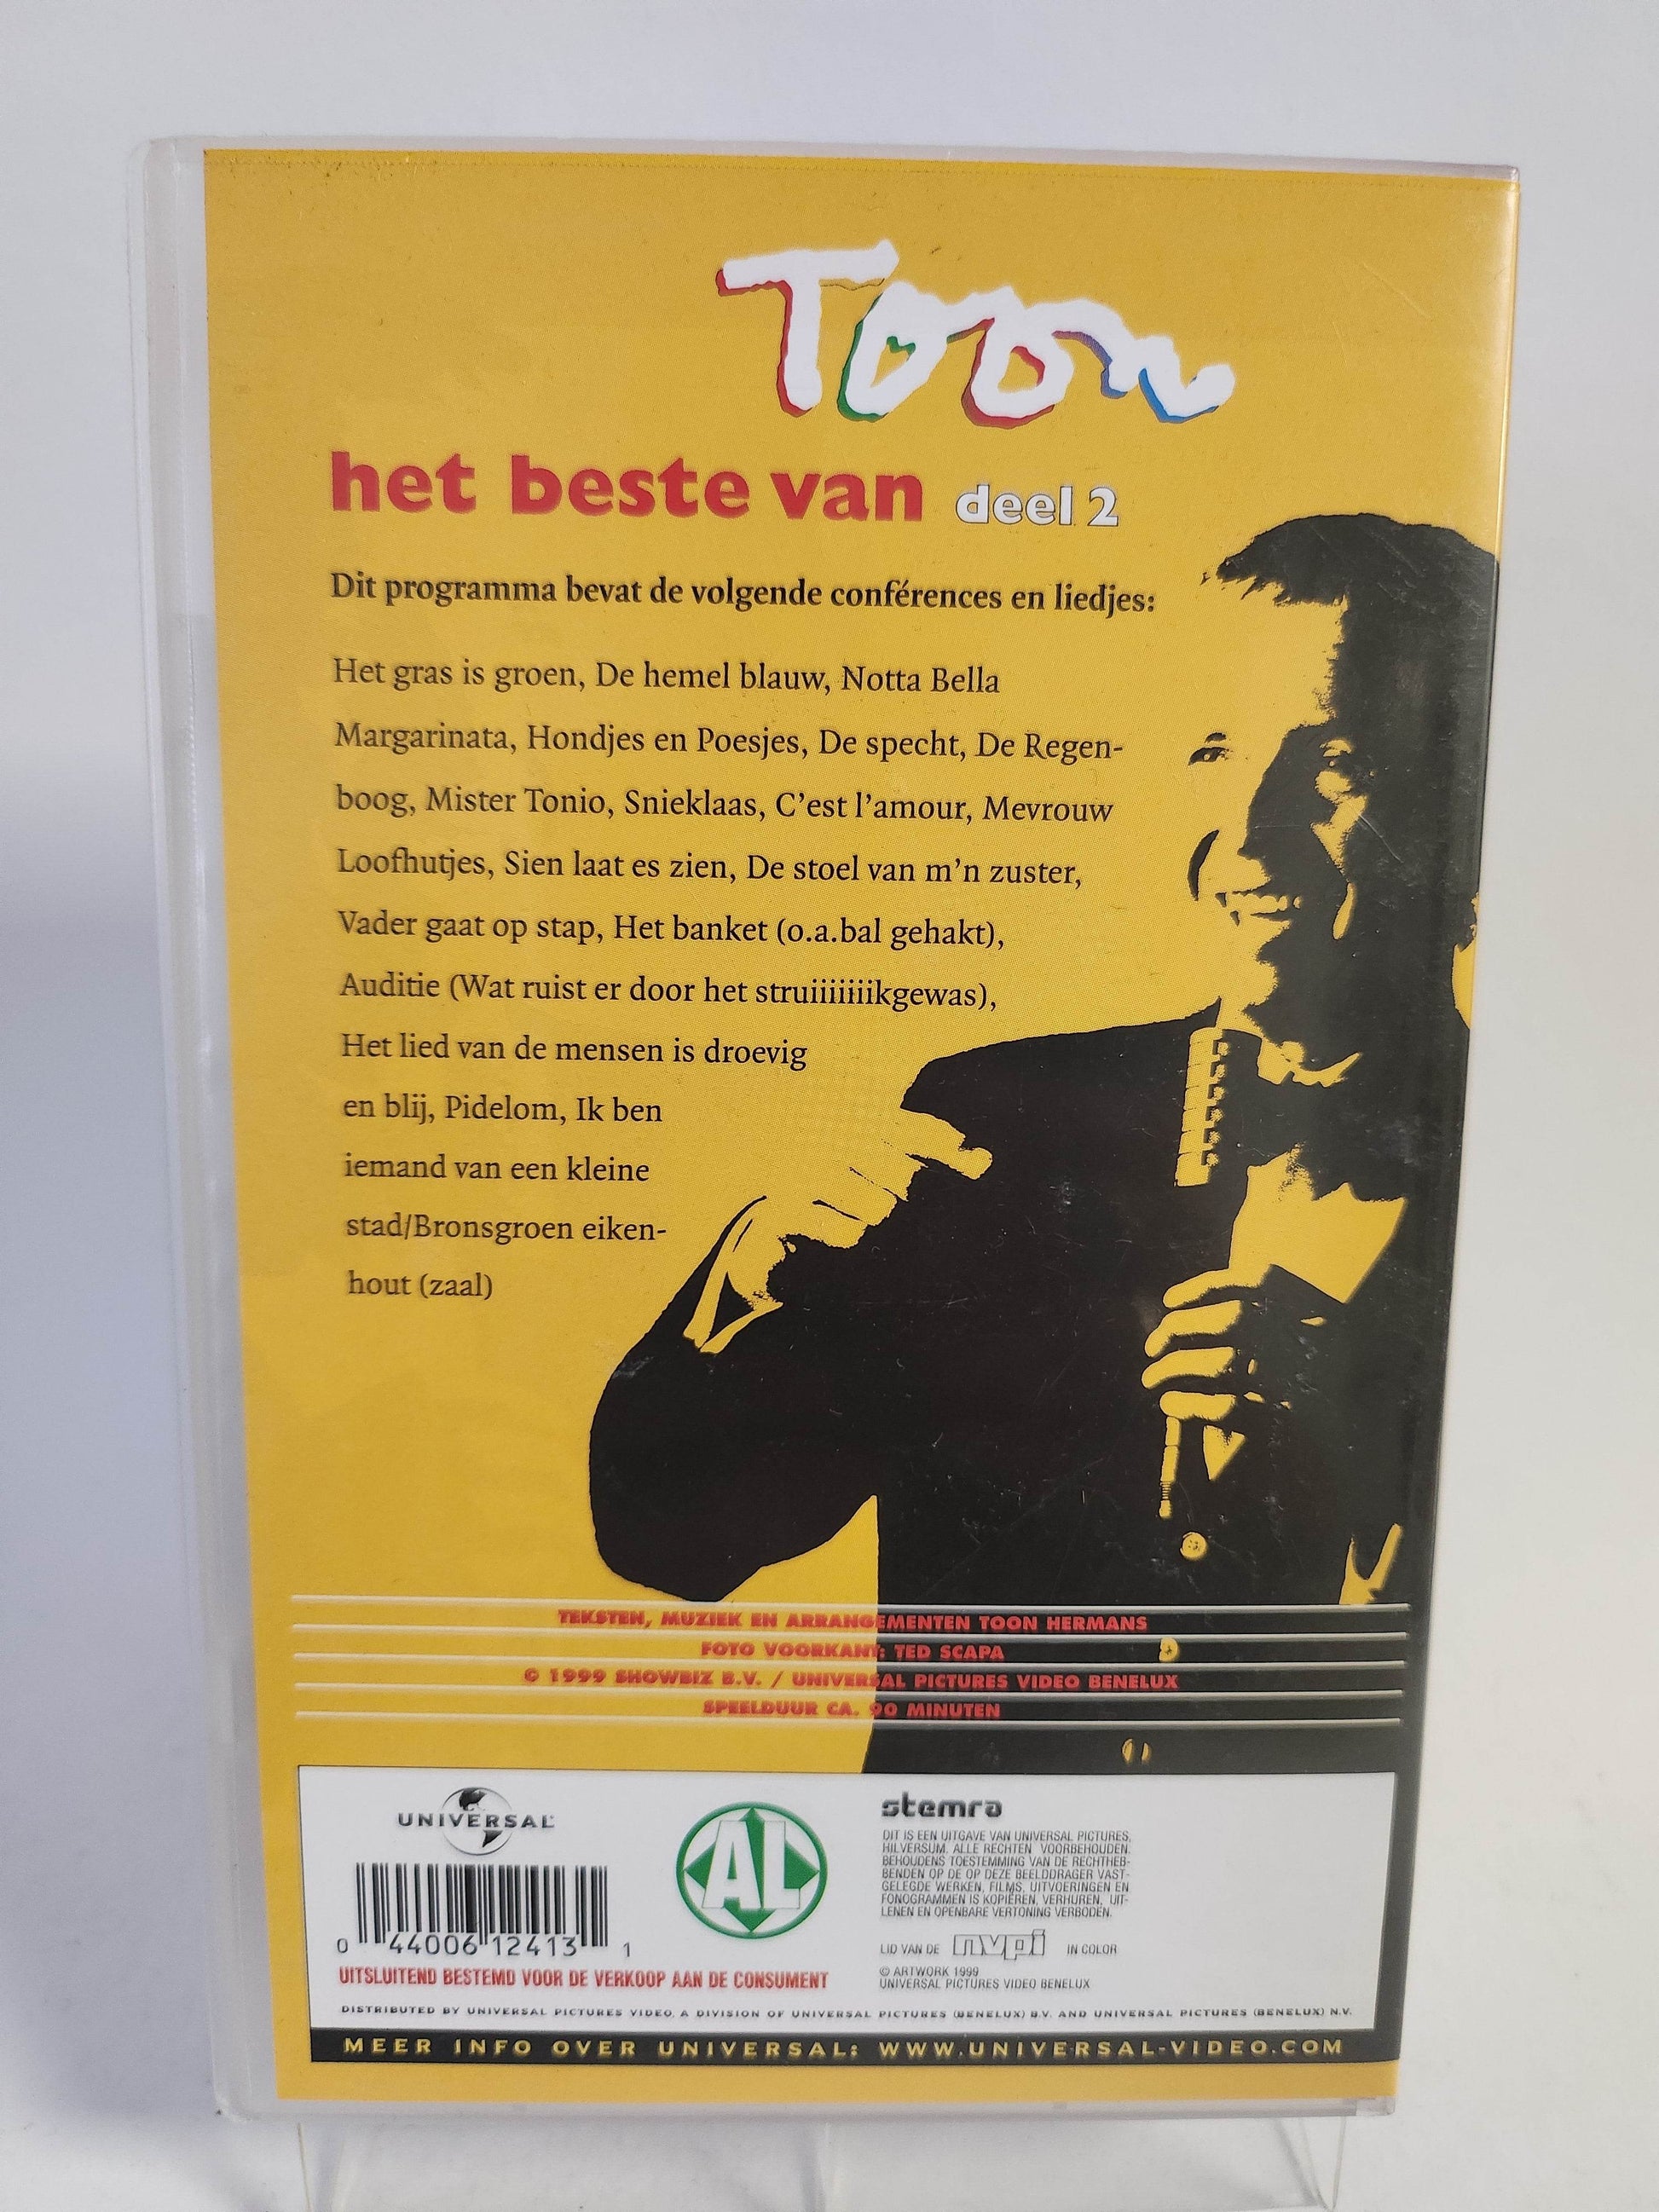 Toon
het beste van deel 2
Dit programma bevat de volgende conférences en liedjes:
Het gras is groen, De hemel blauw, Notta Bella
Margarinata, Hondjes en Poesjes, De specht, De Regen-
boog, Mister Tonio, Snieklaas, C'est l'amour, Mevrouw
Loofhutjes, Sien laat es zien, De stoel van m'n zuster,
Vader gaat op stap, Het banket (o.a.bal gehakt),
Auditie (Wat ruist er door het struiiiiiiikgewas),
Het lied van de mensen is droevig
en blij, Pidelom, Ik ben
iemand van een kleine
stad/Bronsgroen eiken-
hout (zaal)
TEKSTEN, MUZIEK EN ARRANGEMENTEN TOON HERMANS
FOTO VOORKANT: TED SCAPA
© 1999 SHOWBIZ B.V. / UNIVERSAL PICTURES VIDEO BENELUX
SPEELDUUR CA. 90 MINUTEN
UNIVERSAL
0 44006 12413 1
UITSLUITEND BESTEMD VOOR DE VERKOOP AAN DE CONSUMENT
AL
stemra
DIT IS EEN UITGAVE VAN UNIVERSAL PICTURES,
HILVERSUM. ALLE RECHTEN VOORBEHOUDEN.
BEHOUDENS TOESTEMMING VAN DE RECHTHEB-
BENDEN OP DE OP DEZE BEELDDRAGER VAST-
GELEGDE WERKEN, FILMS, UITVOERINGEN EN
FONOGRAMMEN IS KOPIËREN, VERHUREN, UIT-
LENEN EN OPENBARE VERTONING VERBODEN.
LID VAN DE nvpi IN COLOR
© ARTWORK 1999
UNIVERSAL PICTURES VIDEO BENELUX
DISTRIBUTED BY UNIVERSAL PICTURES VIDEO, A DIVISION OF UNIVERSAL PICTURES (BENELUX) B.V. AND UNIVERSAL PICTURES (BENELUX) N.V.
MEER INFO OVER UNIVERSAL: WWW.UNIVERSAL-VIDEO.COM